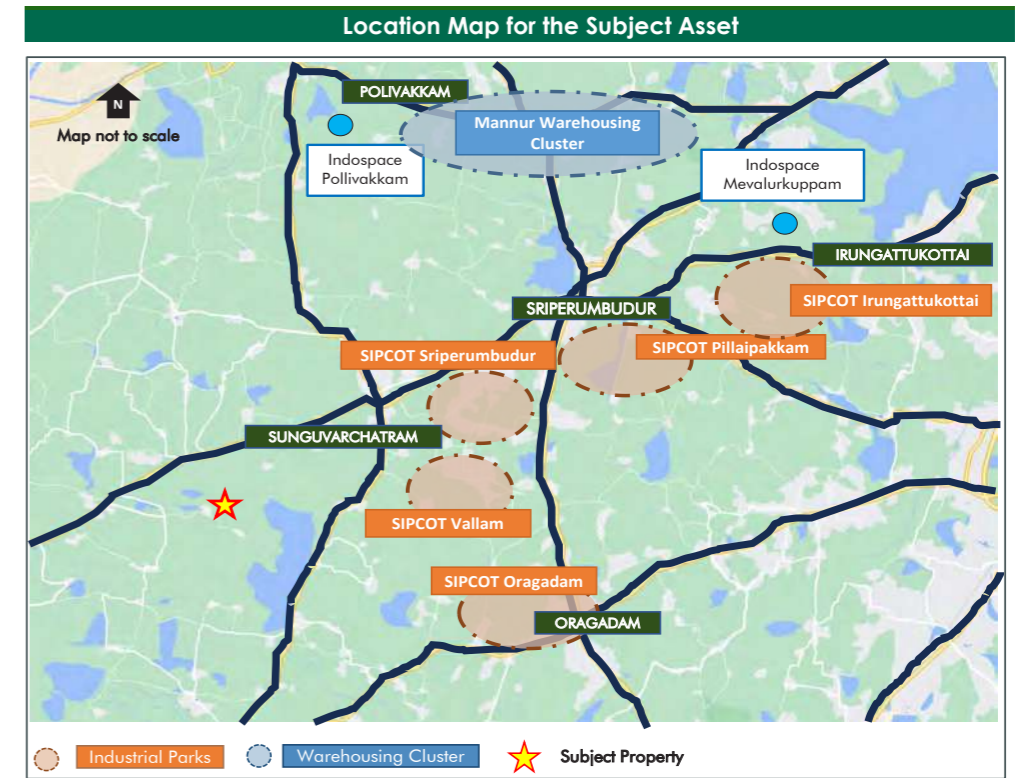 Location Map for the Subject Asset
N
Map not to scale
POLIVAKKAM
Mannur Warehousing
Cluster
Indospace
Pollivakkam
Indospace
Mevalurkuppam
IRUNGATTUKOTTAI
SIPCOT Irungattukottai
SRIPERUMBUDUR
SIPCOT Pillaipakkam
SIPCOT Sriperumbudur
SUNGUVARCHATRAM
SIPCOT Vallam
SIPCOT Oragadam
ORAGADAM
Industrial Parks
Warehousing Cluster
Subject Property